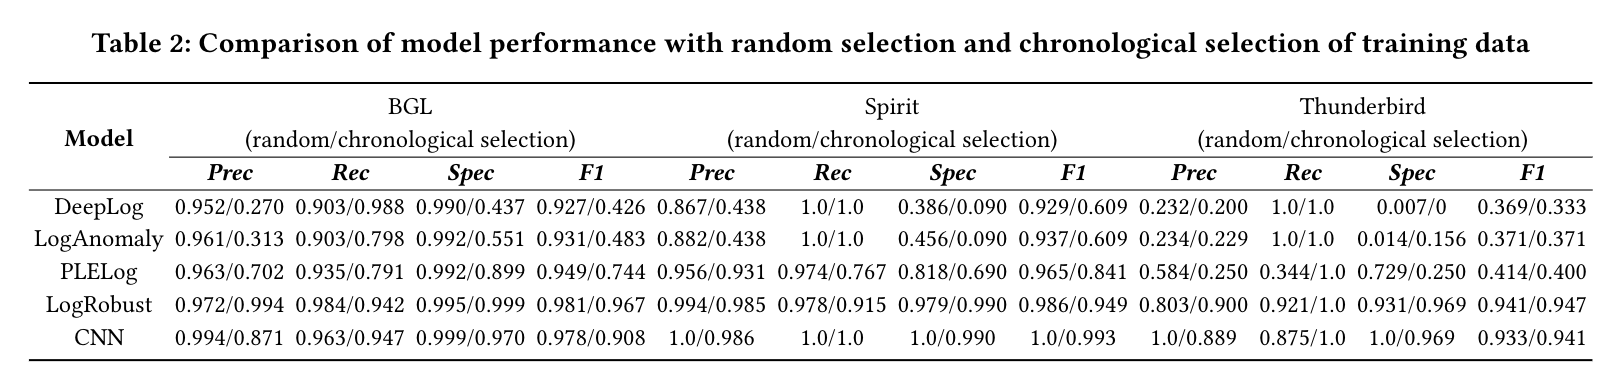 Table 2: Comparison of model performance with random selection and chronological selection of training data
BGL Spirit Thunderbird
Model (random/chronological selection) (random/chronological selection) (random/chronological selection)
Prec Rec Spec F1 Prec Rec Spec F1 Prec Rec Spec F1
DeepLog 0.952/0.270 0.903/0.988 0.990/0.437 0.927/0.426 0.867/0.438 1.0/1.0 0.386/0.090 0.929/0.609 0.232/0.200 1.0/1.0 0.007/0 0.369/0.333
LogAnomaly 0.961/0.313 0.903/0.798 0.992/0.551 0.931/0.483 0.882/0.438 1.0/1.0 0.456/0.090 0.937/0.609 0.234/0.229 1.0/1.0 0.014/0.156 0.371/0.371
PLELog 0.963/0.702 0.935/0.791 0.992/0.899 0.949/0.744 0.956/0.931 0.974/0.767 0.818/0.690 0.965/0.841 0.584/0.250 0.344/1.0 0.729/0.250 0.414/0.400
LogRobust 0.972/0.994 0.984/0.942 0.995/0.999 0.981/0.967 0.994/0.985 0.978/0.915 0.979/0.990 0.986/0.949 0.803/0.900 0.921/1.0 0.931/0.969 0.941/0.947
CNN 0.994/0.871 0.963/0.947 0.999/0.970 0.978/0.908 1.0/0.986 1.0/1.0 1.0/0.990 1.0/0.993 1.0/0.889 0.875/1.0 1.0/0.969 0.933/0.941